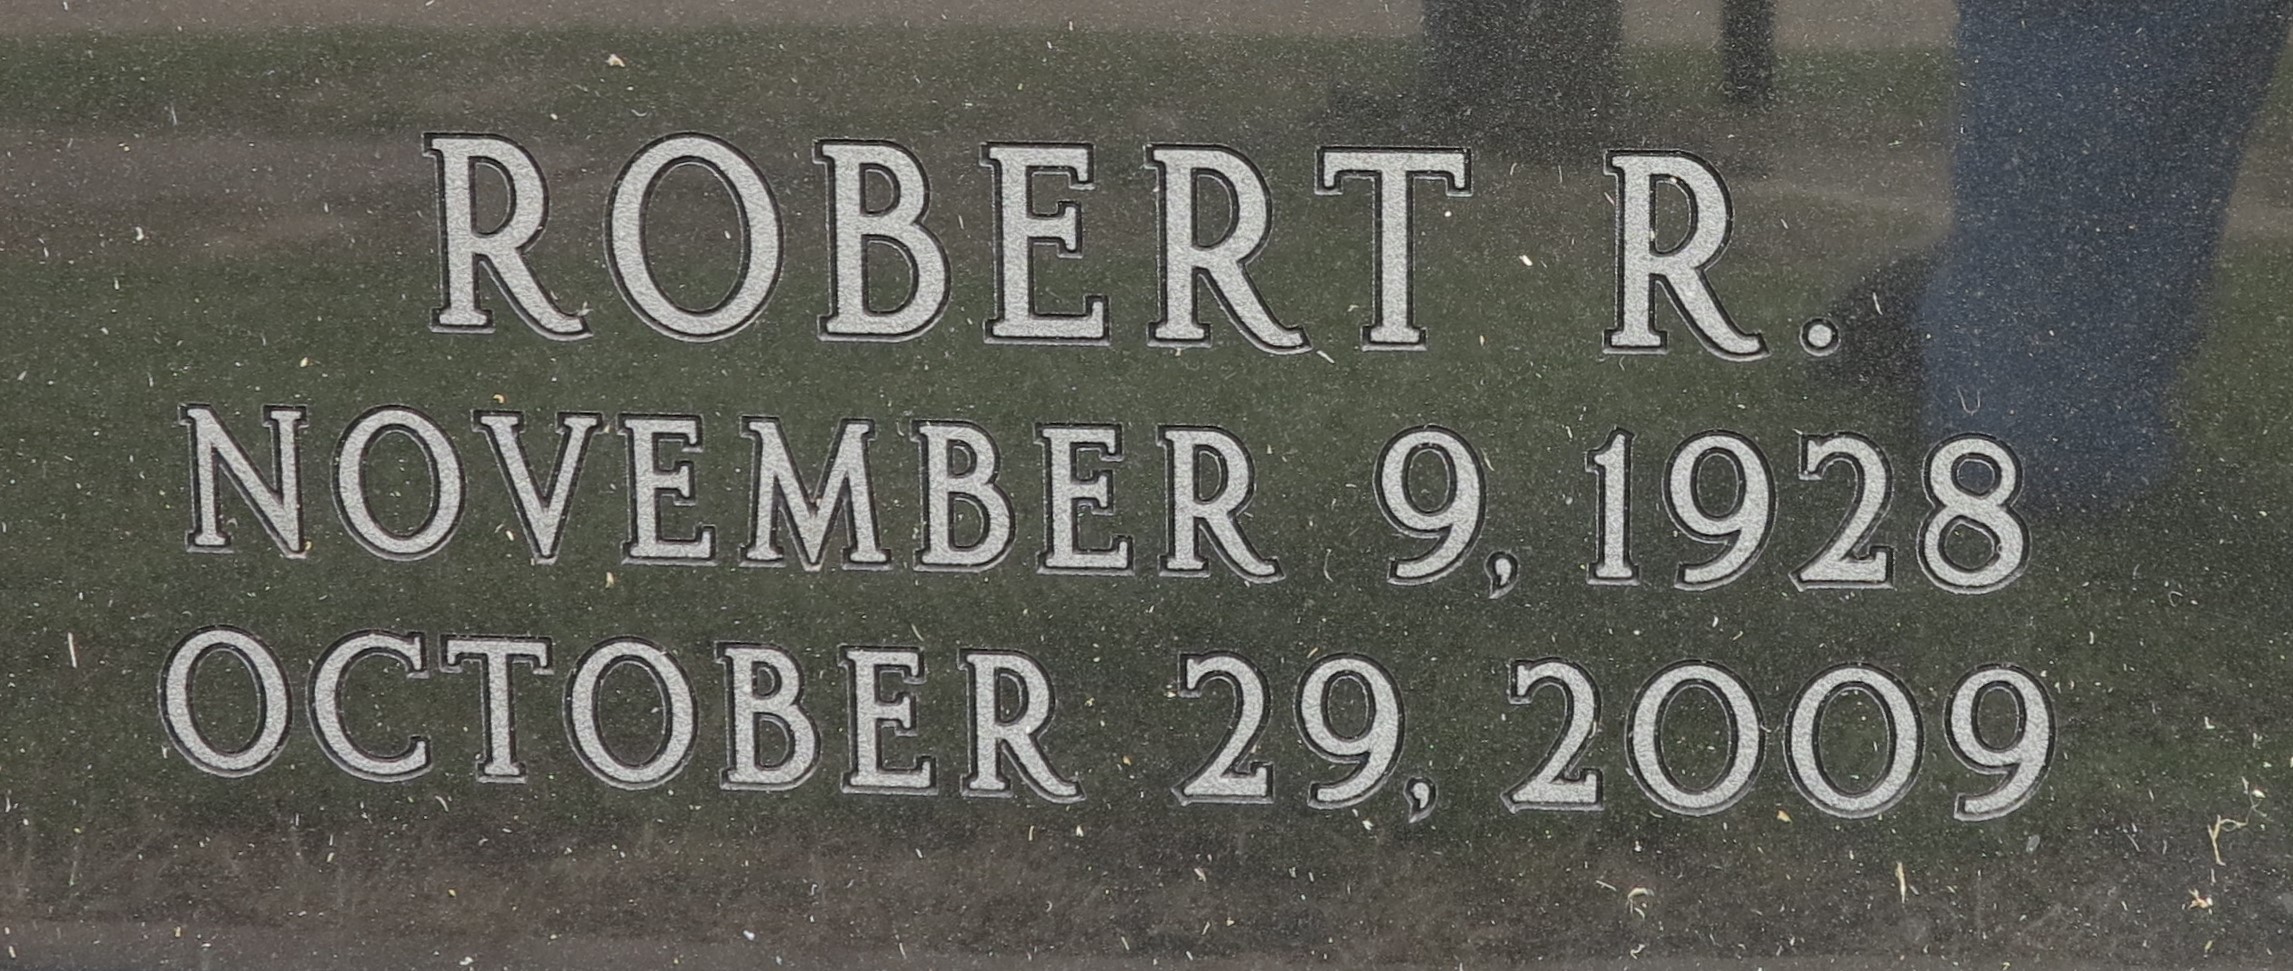 ROBERT R.
NOVEMBER 9, 1928
OCTOBER 29, 2009